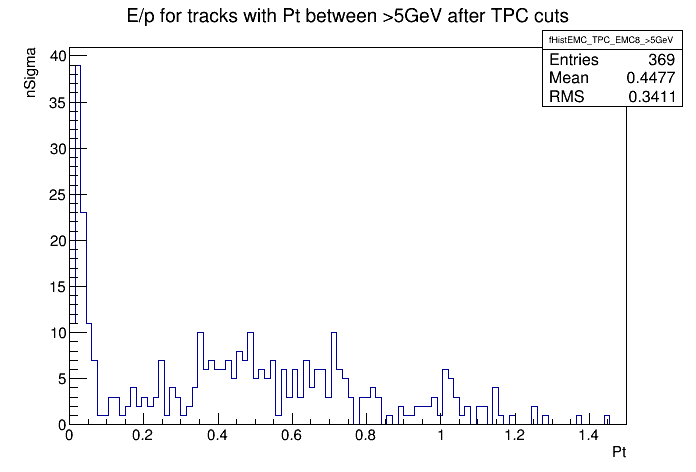 E/p for tracks with Pt between >5GeV after TPC cuts
fHistEMC_TPC_EMC8_>5GeV
Entries 369
Mean 0.4477
RMS 0.3411
nSigma
40
35
30
25
20
15
10
5
0
0 0.2 0.4 0.6 0.8 1 1.2 1.4
Pt